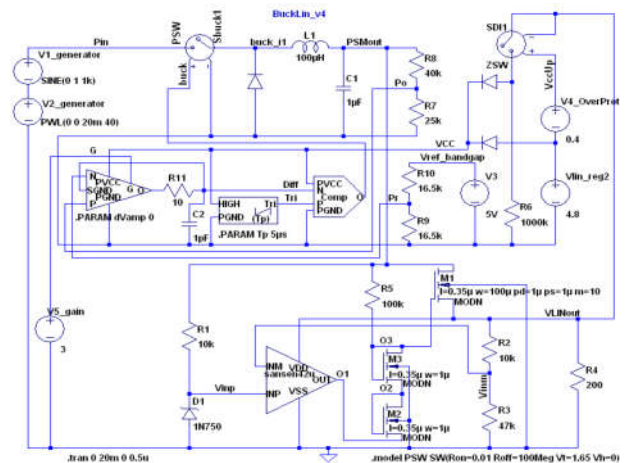 BuckLin_v4
Pin
PSW
Sbuck1
buck
buck_i1
L1
100µH
PSMout
SDI1
ZSW
V1_generator
SINE(0 1 1k)
V2_generator
PWL(0 0 20m 40)
C1
1µF
R8
40k
Po
R7
25k
VccUp
V4_OverProt
0.4
VCC
G
PVCC
N
SGND
PGND
P
G O
R11
10
C2
1pF
.PARAM dVamp 0
Diff
HIGH
PGND
Tri
(Tp)
Tri
.PARAM Tp 5µs
PVCC
N
Comp
P
PGND
O
Vref_bandgap
R10
16.5k
Pr
R9
16.5k
V3
5V
Vlin_reg2
4.8
R6
1000k
V5_gain
3
R1
10k
Vinp
D1
1N750
R5
100k
M1
l=0.35µ w=100µ pd=1µ ps=1µ m=10
MODN
VLINout
INM
VDD
OUT
INP
VSS
O1
O3
M3
l=0.35µ w=1µ
MODN
O2
M2
l=0.35µ w=1µ
MODN
R2
10k
Vinm
R3
47k
R4
200
.tran 0 20m 0 0.5u
.model PSW SW(Ron=0.01 Roff=100Meg Vt=1.65 Vh=0)